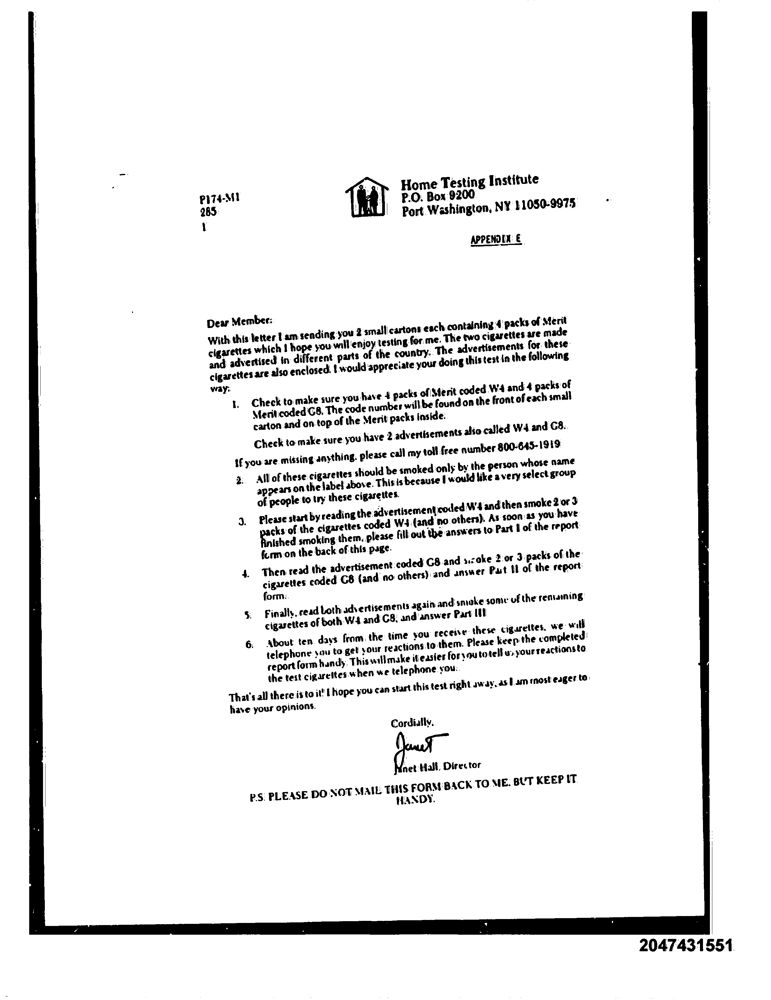 P174-M1
285
1
Home Testing Institute
P.O. Box 9200
Port Washington, NY 11050-9975
APPENDIX E
Dear Member:
With this letter I am sending you 2 small cartons each containing 4 packs of Merit
cigarettes which I hope you will enjoy testing for me. The two cigarettes are made
and advertised in different parts of the country. The advertisements for these
cigarettes are also enclosed. I would appreciate your doing this test in the following
way:
1. Check to make sure you have 4 packs of Merit coded W4 and 4 packs of
Merit coded G8. The code number will be found on the front of each small
carton and on top of the Merit packs inside.
Check to make sure you have 2 advertisements also called W4 and G8.
If you are missing anything, please call my toll free number 800-645-1919
2. All of these cigarettes should be smoked only by the person whose name
appears on the label above. This is because I would like a very select group
of people to try these cigarettes.
3. Please start by reading the advertisement coded W4 and then smoke 2 or 3
packs of the cigarettes coded W4 (and no others). As soon as you have
finished smoking them, please fill out the answers to Part I of the report
form on the back of this page.
4. Then read the advertisement coded G8 and smoke 2 or 3 packs of the
cigarettes coded G8 (and no others) and answer Part II of the report
form.
5. Finally, read both advertisements again and smoke some of the remaining
cigarettes of both W4 and G8, and answer Part III
6. About ten days from the time you receive these cigarettes, we will
telephone you to get your reactions to them. Please keep the completed
report form handy. This will make it easier for you to tell us your reactions to
the test cigarettes when we telephone you.
That's all there is to it! I hope you can start this test right away, as I am most eager to
have your opinions.
Cordially,
Janet
Janet Hall, Director
P.S. PLEASE DO NOT MAIL THIS FORM BACK TO ME. BUT KEEP IT
HANDY.
2047431551